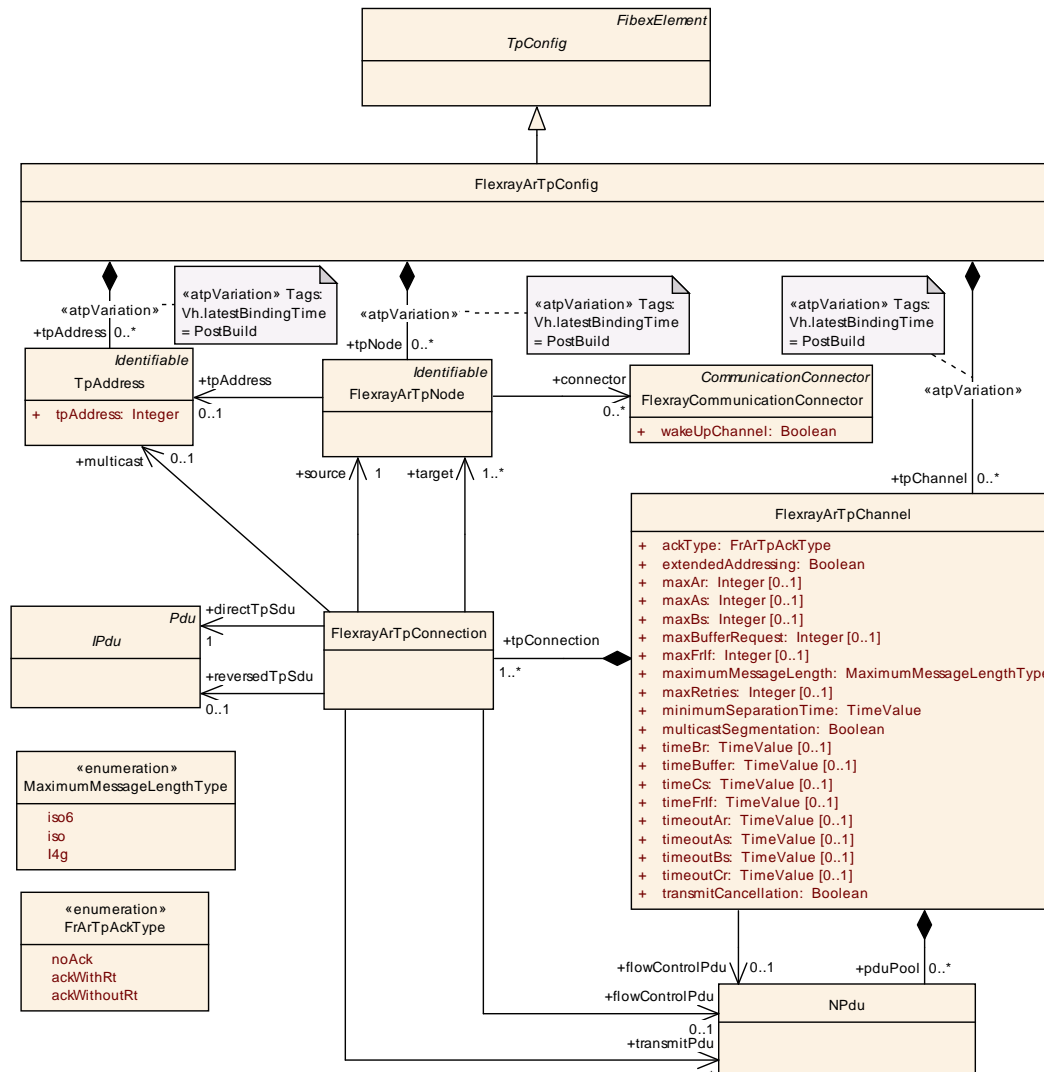 FibexElement
TpConfig
FlexrayArTpConfig
«atpVariation» Tags:
Vh.latestBindingTime
= PostBuild
«atpVariation» Tags:
Vh.latestBindingTime
= PostBuild
«atpVariation» Tags:
Vh.latestBindingTime
= PostBuild
«atpVariation»
«atpVariation»
«atpVariation»
+tpAddress 0..*
+tpNode 0..*
Identifiable
TpAddress
+ tpAddress: Integer
+tpAddress
0..1
Identifiable
FlexrayArTpNode
+connector
0..*
CommunicationConnector
FlexrayCommunicationConnector
+ wakeUpChannel: Boolean
+multicast 0..1
+source 1
+target 1..*
+tpChannel 0..*
FlexrayArTpChannel
+ ackType: FrArTpAckType
+ extendedAddressing: Boolean
+ maxAr: Integer [0..1]
+ maxAs: Integer [0..1]
+ maxBs: Integer [0..1]
+ maxBufferRequest: Integer [0..1]
+ maxFrIf: Integer [0..1]
+ maximumMessageLength: MaximumMessageLengthType
+ maxRetries: Integer [0..1]
+ minimumSeparationTime: TimeValue
+ multicastSegmentation: Boolean
+ timeBr: TimeValue [0..1]
+ timeBuffer: TimeValue [0..1]
+ timeCs: TimeValue [0..1]
+ timeFrIf: TimeValue [0..1]
+ timeoutAr: TimeValue [0..1]
+ timeoutAs: TimeValue [0..1]
+ timeoutBs: TimeValue [0..1]
+ timeoutCr: TimeValue [0..1]
+ transmitCancellation: Boolean
Pdu
IPdu
+directTpSdu
1
+reversedTpSdu
0..1
FlexrayArTpConnection
+tpConnection
1..*
«enumeration»
MaximumMessageLengthType
iso6
iso
l4g
«enumeration»
FrArTpAckType
noAck
ackWithRt
ackWithoutRt
+flowControlPdu 0..1
+pduPool 0..*
+flowControlPdu
0..1
+transmitPdu
NPdu